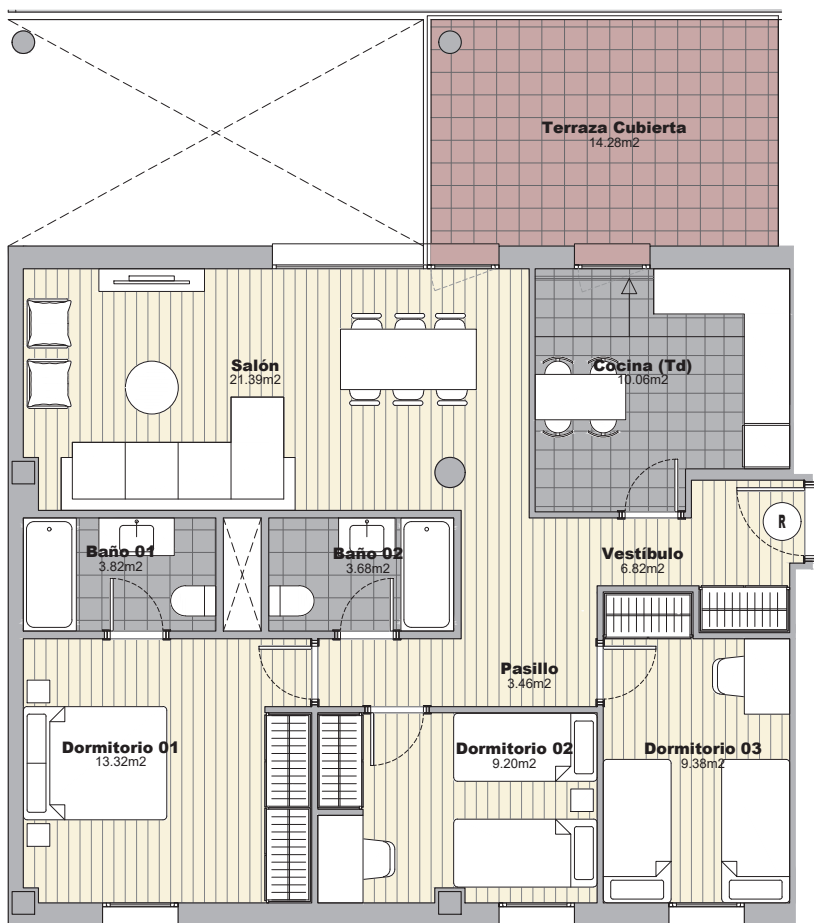 Terraza Cubierta
14.28m2
Salón
21.39m2
Cocina (Td)
10.06m2
R
Baño 01
3.82m2
Baño 02
3.68m2
Vestíbulo
6.82m2
Pasillo
3.46m2
Dormitorio 01
13.32m2
Dormitorio 02
9.20m2
Dormitorio 03
9.38m2